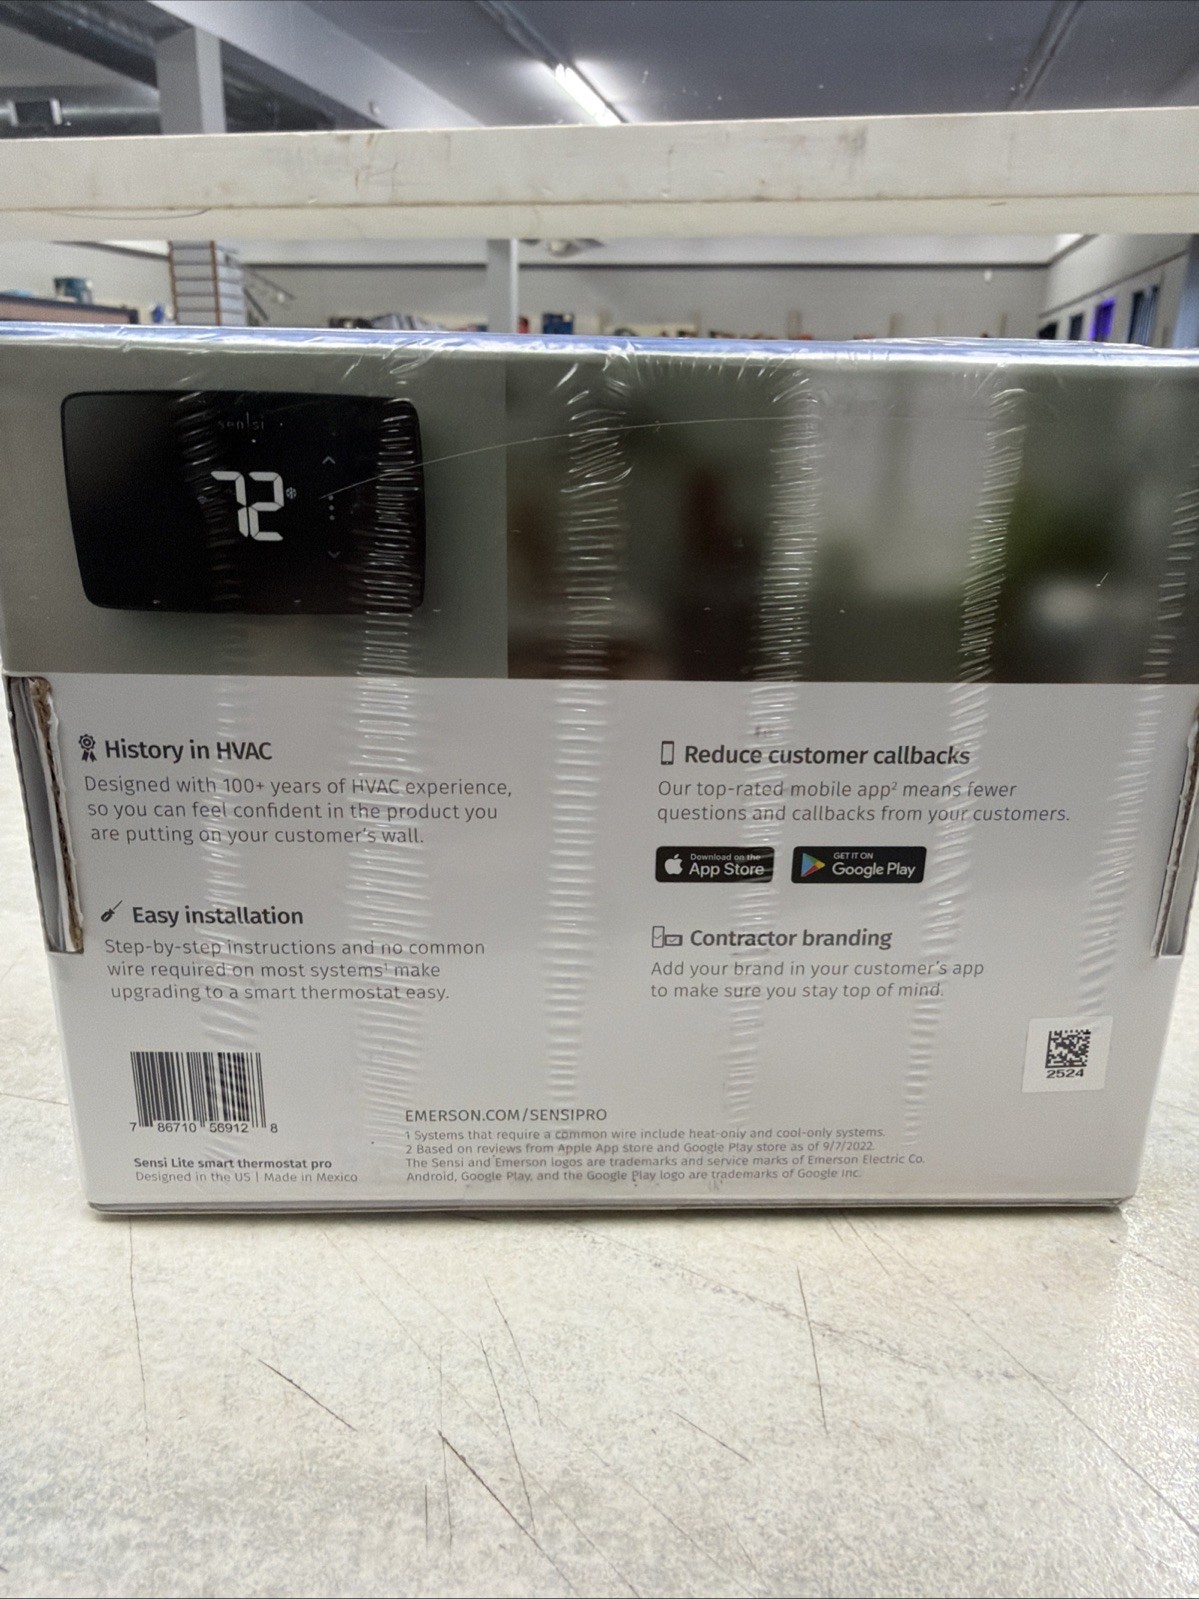 sensi
72
History in HVAC
Designed with 100+ years of HVAC experience,
so you can feel confident in the product you
are putting on your customer's wall.
Easy installation
Step-by-step instructions and no common
wire required on most systems¹ make
upgrading to a smart thermostat easy.
Reduce customer callbacks
Our top-rated mobile app² means fewer
questions and callbacks from your customers.
Download on the
App Store
GET IT ON
Google Play
Contractor branding
Add your brand in your customer's app
to make sure you stay top of mind.
2524
7 86710 56912 8
Sensi Lite smart thermostat pro
Designed in the US | Made in Mexico
EMERSON.COM/SENSIPRO
1 Systems that require a common wire include heat-only and cool-only systems.
2 Based on reviews from Apple App store and Google Play store as of 9/7/2022.
The Sensi and Emerson logos are trademarks and service marks of Emerson Electric Co.
Android, Google Play, and the Google Play logo are trademarks of Google Inc.